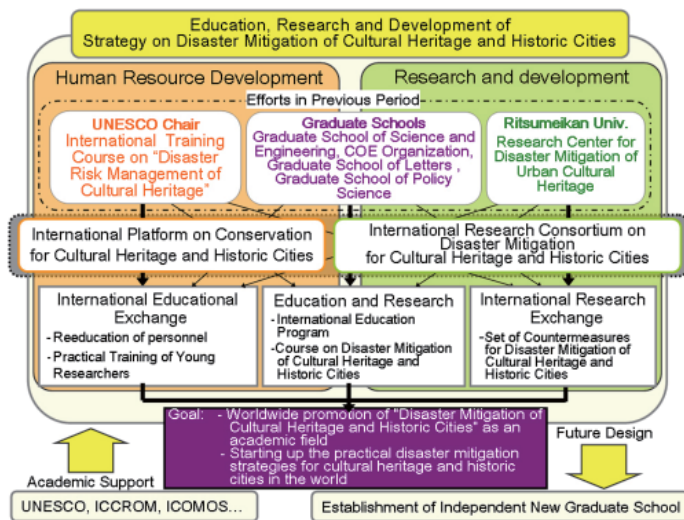 Education, Research and Development of
Strategy on Disaster Mitigation of Cultural Heritage and Historic Cities
Human Resource Development
Research and development
Efforts in Previous Period
UNESCO Chair
International Training
Course on "Disaster
Risk Management
of Cultural Heritage"
Graduate Schools
Graduate School of Science and
Engineering, COE Organization,
Graduate School of Letters ,
Graduate School of Policy
Science
Ritsumeikan Univ.
Research Center for
Disaster Mitigation of
Urban Cultural
Heritage
International Platform on Conservation
for Cultural Heritage and Historic Cities
International Research Consortium on
Disaster Mitigation
for Cultural Heritage and Historic Cities
International Educational
Exchange
-Reeducation of personnel
-Practical Training of Young
Researchers
Education and Research
-International Education
Program
-Course on Disaster Mitigation
of Cultural Heritage and
Historic Cities
International Research
Exchange
-Set of Countermeasures
for Disaster Mitigation of
Cultural Heritage and
Historic Cities
Goal: - Worldwide promotion of "Disaster Mitigation of
Cultural Heritage and Historic Cities" as an
academic field
- Starting up the practical disaster mitigation
strategies for cultural heritage and historic
cities in the world
Academic Support
Future Design
UNESCO, ICCROM, ICOMOS...
Establishment of Independent New Graduate School